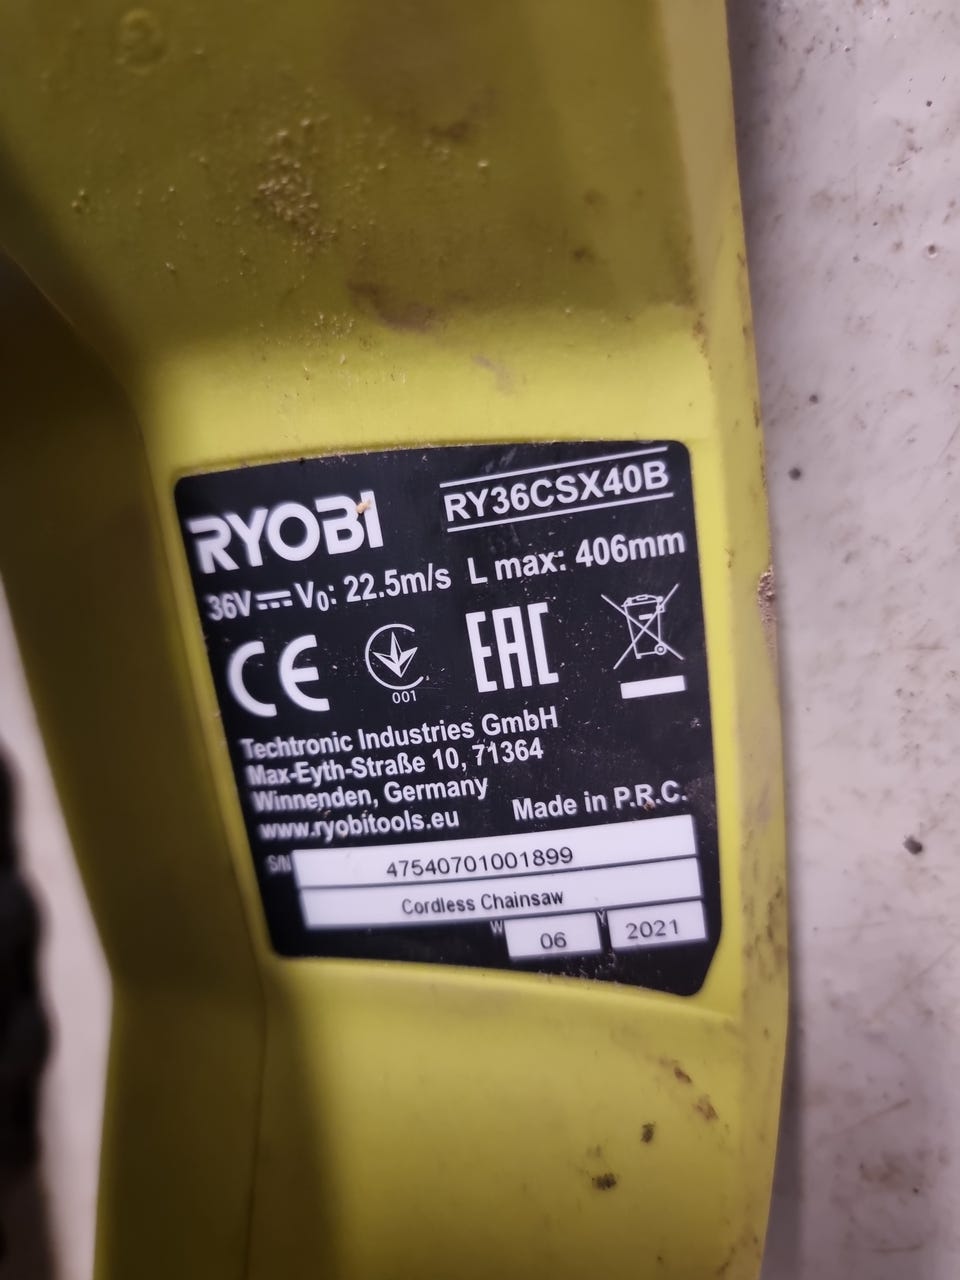 RYOBI
RY36CSX40B
36V V₀: 22.5m/s L max: 406mm
CE
001
EAC
Techtronic Industries GmbH
Max-Eyth-Straße 10, 71364
Winnenden, Germany
www.ryobitools.eu
Made in P.R.C.
S/N 47540701001899
Cordless Chainsaw
W 06 Y 2021